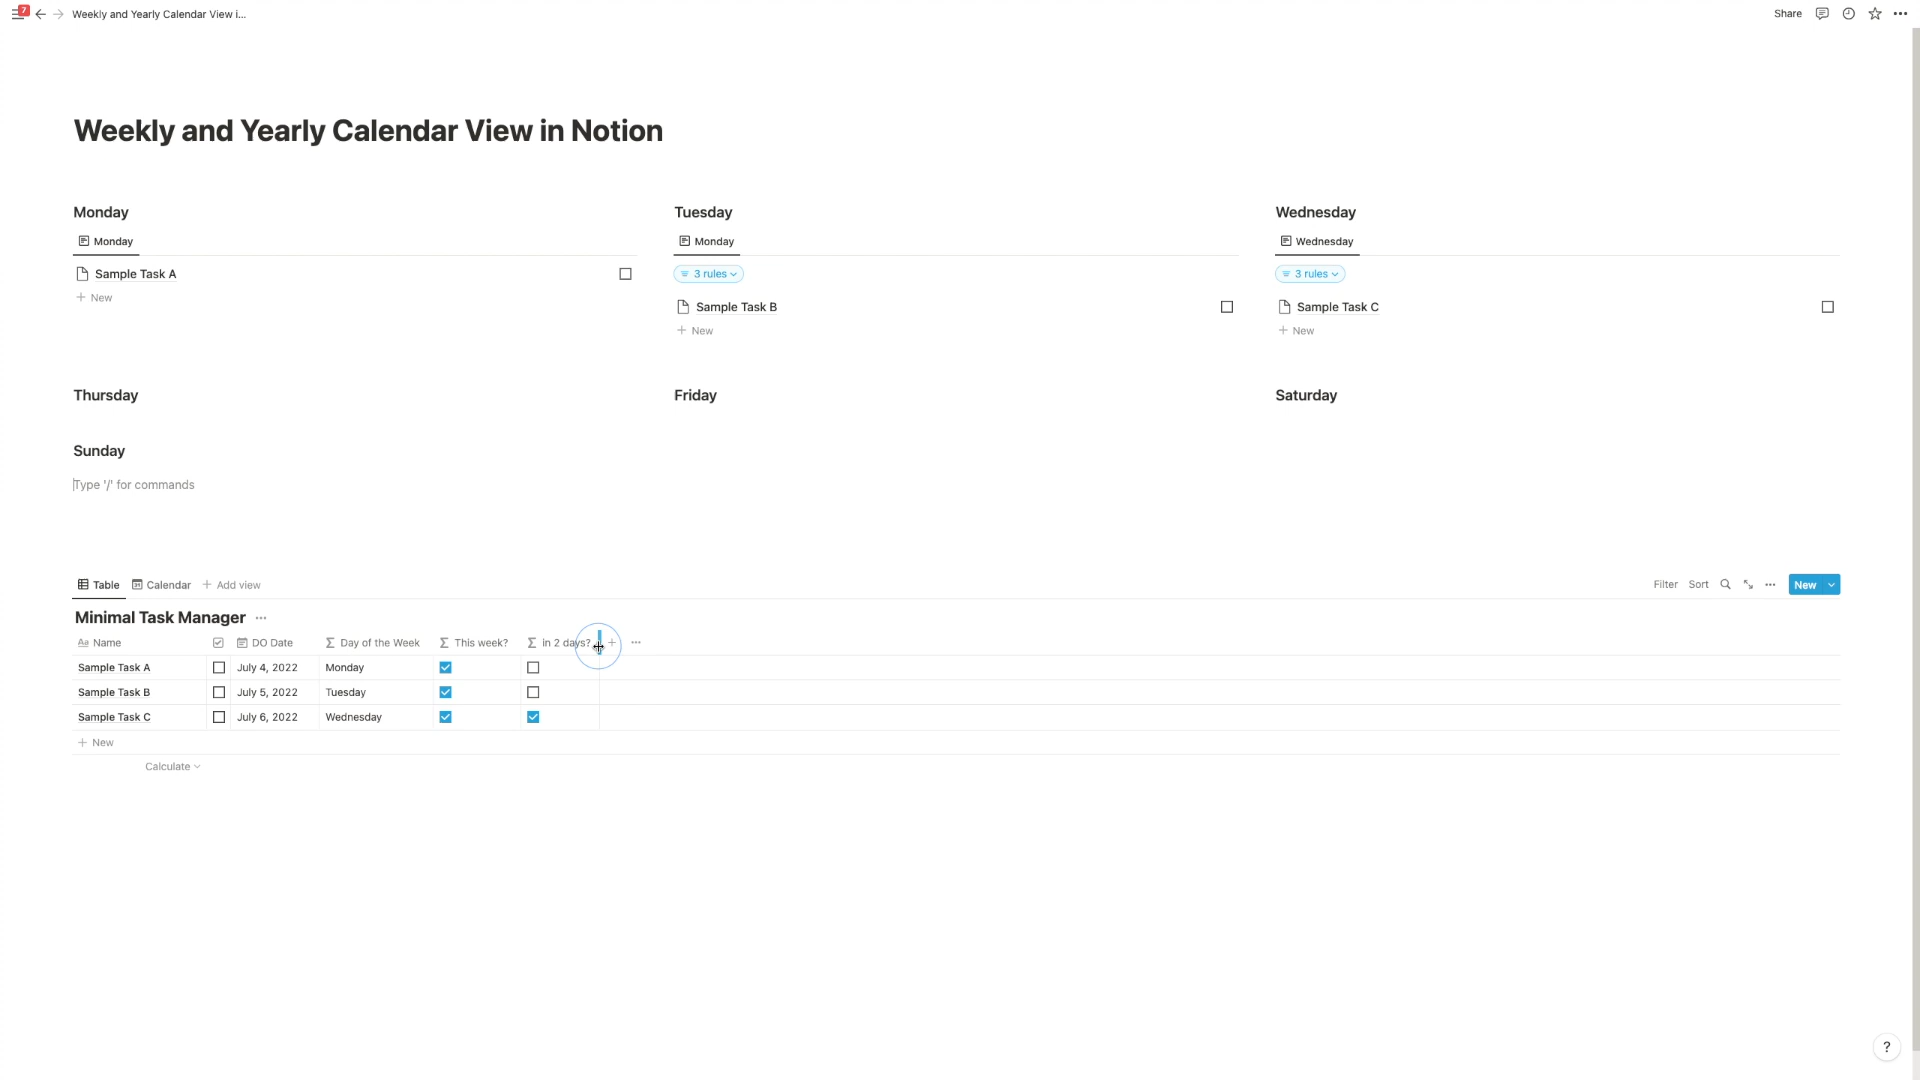 7
Weekly and Yearly Calendar View i...
Share
Weekly and Yearly Calendar View in Notion
Monday
Tuesday
Wednesday
Monday
Monday
Wednesday
Sample Task A
3 rules
3 rules
+ New
Sample Task B
Sample Task C
+ New
+ New
Thursday
Friday
Saturday
Sunday
Type '/' for commands
Table
Calendar
+ Add view
Filter
Sort
New
Minimal Task Manager
Aa Name
DO Date
Σ Day of the Week
Σ This week?
Σ in 2 days?
Sample Task A
July 4, 2022
Monday
Sample Task B
July 5, 2022
Tuesday
Sample Task C
July 6, 2022
Wednesday
+ New
Calculate
?